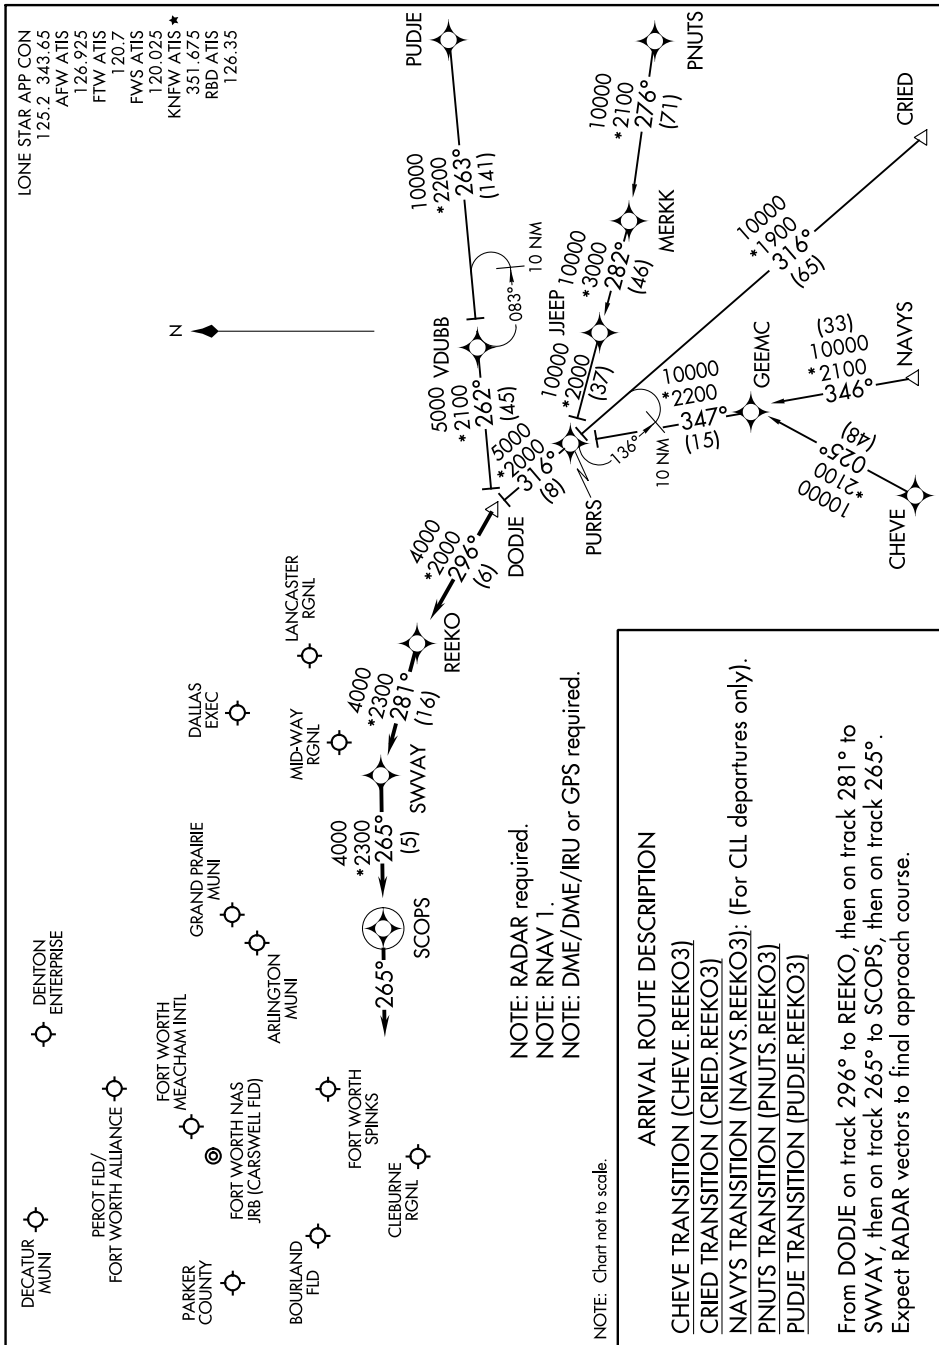 LONE STAR APP CON
125.2 343.65
AFW ATIS
126.925
FTW ATIS
120.7
FWS ATIS
120.025
KNFW ATIS ★
351.675
RBD ATIS
126.35
N
DECATUR
MUNI
DENTON
ENTERPRISE
PEROT FLD/
FORT WORTH ALLIANCE
FORT WORTH
MEACHAM INTL
GRAND PRAIRIE
MUNI
DALLAS
EXEC
LANCASTER
RGNL
PARKER
COUNTY
FORT WORTH NAS
JRB (CARSWELL FLD)
ARLINGTON
MUNI
MID-WAY
RGNL
BOURLAND
FLD
FORT WORTH
SPINKS
CLEBURNE
RGNL
265°
SCOPS
4000
*2300
265°
(5)
SWVAY
4000
*2300
281°
(16)
REEKO
4000
*2000
296°
(6)
DODJE
5000
*2100
262°
(45)
VDUBB
083°
10 NM
10000
*2200
263°
(141)
PUDJE
5000
*2000
316°
(8)
PURRS
10000
*2000
(37)
JJEEP
10000
*3000
282°
(46)
MERKK
10000
*2100
276°
(71)
PNUTS
136°
10 NM
10000
*1900
316°
(65)
CRIED
10000
*2200
347°
(15)
GEEMC
(33)
10000
*2100
346°
NAVYS
(48)
025°
*2100
10000
CHEVE
NOTE: RADAR required.
NOTE: RNAV 1.
NOTE: DME/DME/IRU or GPS required.
NOTE: Chart not to scale.
ARRIVAL ROUTE DESCRIPTION
CHEVE TRANSITION (CHEVE.REEKO3)
CRIED TRANSITION (CRIED.REEKO3)
NAVYS TRANSITION (NAVYS.REEKO3): (For CLL departures only).
PNUTS TRANSITION (PNUTS.REEKO3)
PUDJE TRANSITION (PUDJE.REEKO3)
From DODJE on track 296° to REEKO, then on track 281° to
SWVAY, then on track 265° to SCOPS, then on track 265°.
Expect RADAR vectors to final approach course.